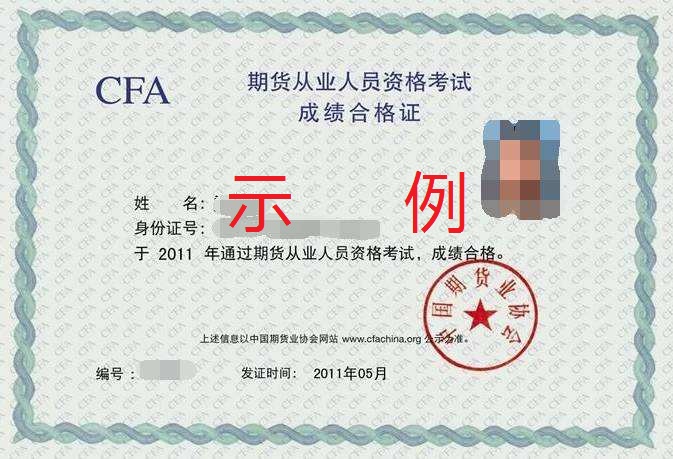 CFA
期货从业人员资格考试
成绩合格证
示 例
姓 名：
身份证号：
于 2011 年通过期货从业人员资格考试，成绩合格。
中国期货业协会
上述信息以中国期货业协会网站 www.cfachina.org 公示为准。
编号：
发证时间： 2011年05月